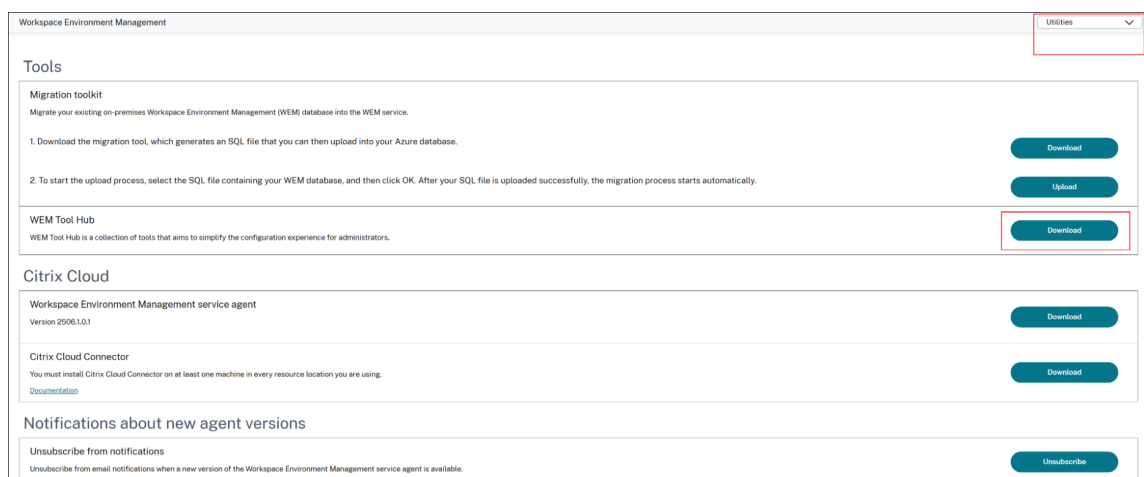 Workspace Environment Management
Utilities
Tools
Migration toolkit
Migrate your existing on-premises Workspace Environment Management (WEM) database into the WEM service.
1. Download the migration tool, which generates an SQL file that you can then upload into your Azure database.
Download
2. To start the upload process, select the SQL file containing your WEM database, and then click OK. After your SQL file is uploaded successfully, the migration process starts automatically.
Upload
WEM Tool Hub
WEM Tool Hub is a collection of tools that aims to simplify the configuration experience for administrators.
Download
Citrix Cloud
Workspace Environment Management service agent
Version 2506.1.0.1
Download
Citrix Cloud Connector
You must install Citrix Cloud Connector on at least one machine in every resource location you are using.
Documentation
Download
Notifications about new agent versions
Unsubscribe from notifications
Unsubscribe from email notifications when a new version of the Workspace Environment Management service agent is available.
Unsubscribe